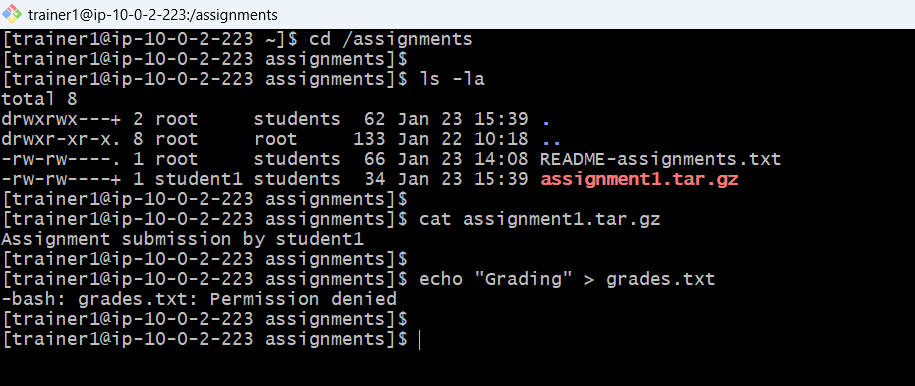 trainer1@ip-10-0-2-223:/assignments
[trainer1@ip-10-0-2-223 ~]$ cd /assignments
[trainer1@ip-10-0-2-223 assignments]$
[trainer1@ip-10-0-2-223 assignments]$ ls -la
total 8
drwxrwx---+ 2 root     students  62 Jan 23 15:39 .
drwxr-xr-x. 8 root     root     133 Jan 22 10:18 ..
-rw-rw----. 1 root     students  66 Jan 23 14:08 README-assignments.txt
-rw-rw----+ 1 student1 students  34 Jan 23 15:39 assignment1.tar.gz
[trainer1@ip-10-0-2-223 assignments]$
[trainer1@ip-10-0-2-223 assignments]$ cat assignment1.tar.gz
Assignment submission by student1
[trainer1@ip-10-0-2-223 assignments]$
[trainer1@ip-10-0-2-223 assignments]$ echo "Grading" > grades.txt
-bash: grades.txt: Permission denied
[trainer1@ip-10-0-2-223 assignments]$
[trainer1@ip-10-0-2-223 assignments]$